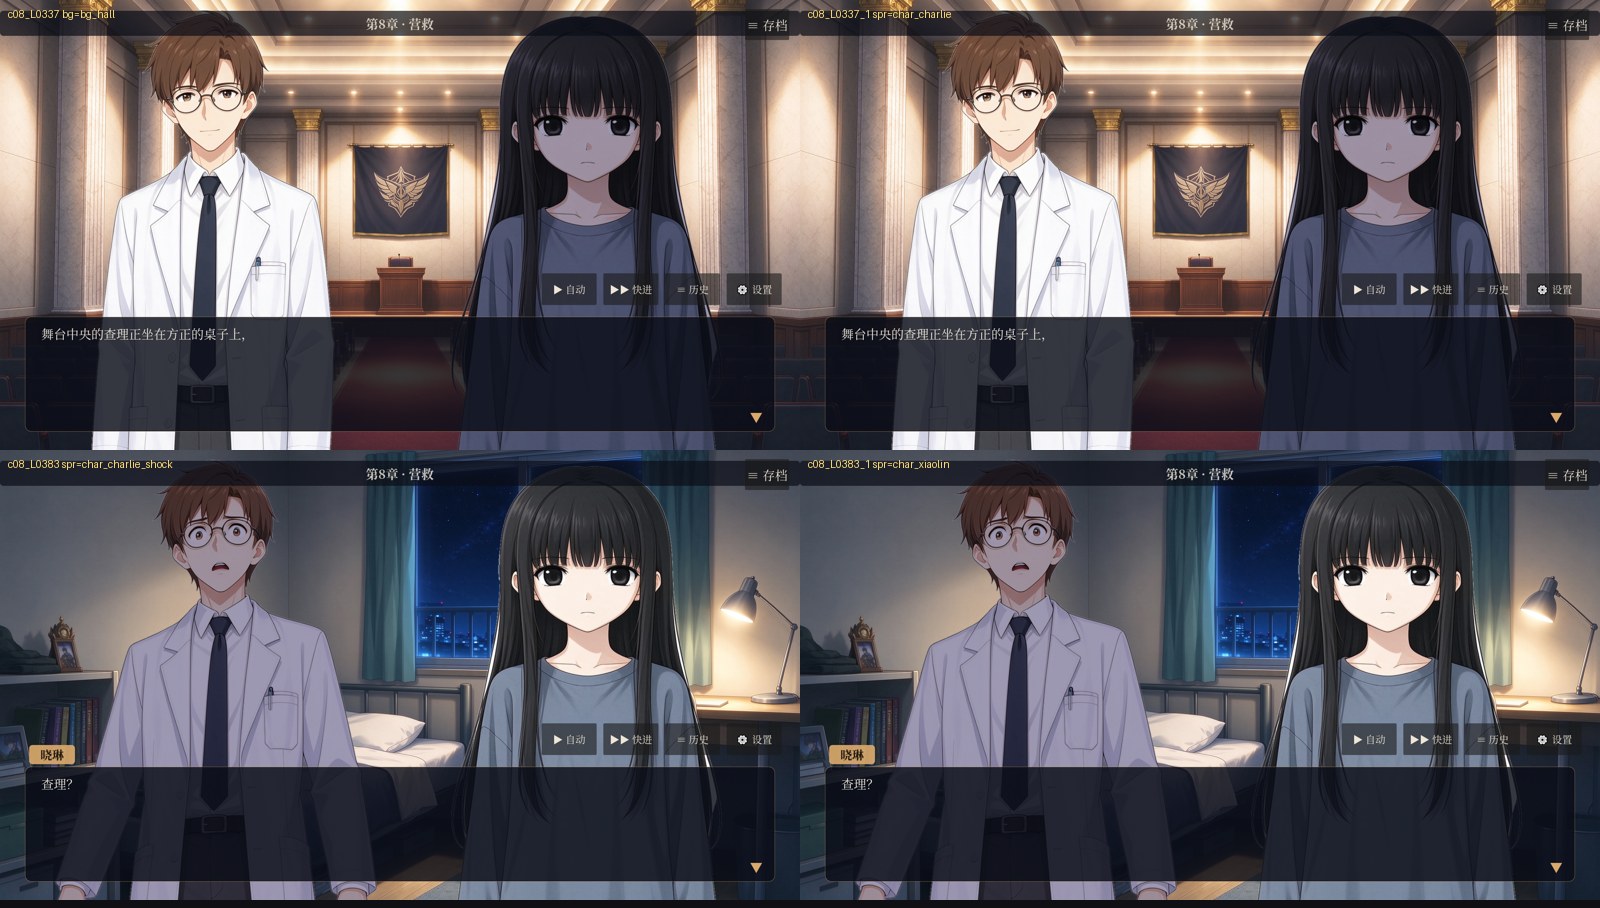 c08_L0337 bg=bg_hall
第8章 · 营救
≡ 存档
▶ 自动
▶▶ 快进
≡ 历史
设置
舞台中央的查理正坐在方正的桌子上，
c08_L0337_1 spr=char_charlie
第8章 · 营救
≡ 存档
▶ 自动
▶▶ 快进
≡ 历史
设置
舞台中央的查理正坐在方正的桌子上，
c08_L0383 spr=char_charlie_shock
第8章 · 营救
≡ 存档
▶ 自动
▶▶ 快进
≡ 历史
设置
晓琳
查理？
c08_L0383_1 spr=char_xiaolin
第8章 · 营救
≡ 存档
▶ 自动
▶▶ 快进
≡ 历史
设置
晓琳
查理？